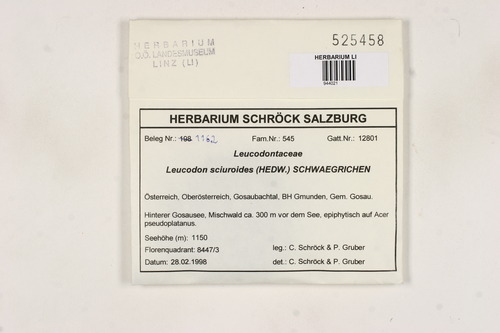 HERBARIUM
O.Ö. LANDESMUSEUM
LINZ (LI)
525458
HERBARIUM LI
944021
HERBARIUM SCHRÖCK SALZBURG
Beleg Nr.: 198 1162 Fam.Nr.: 545 Gatt.Nr.: 12801
Leucodontaceae
Leucodon sciuroides (HEDW.) SCHWAEGRICHEN
Österreich, Oberösterreich, Gosaubachtal, BH Gmunden, Gem. Gosau.
Hinterer Gosausee, Mischwald ca. 300 m vor dem See, epiphytisch auf Acer
pseudoplatanus.
Seehöhe (m): 1150
Florenquadrant: 8447/3 leg.: C. Schröck & P. Gruber
Datum: 28.02.1998 det.: C. Schröck & P. Gruber